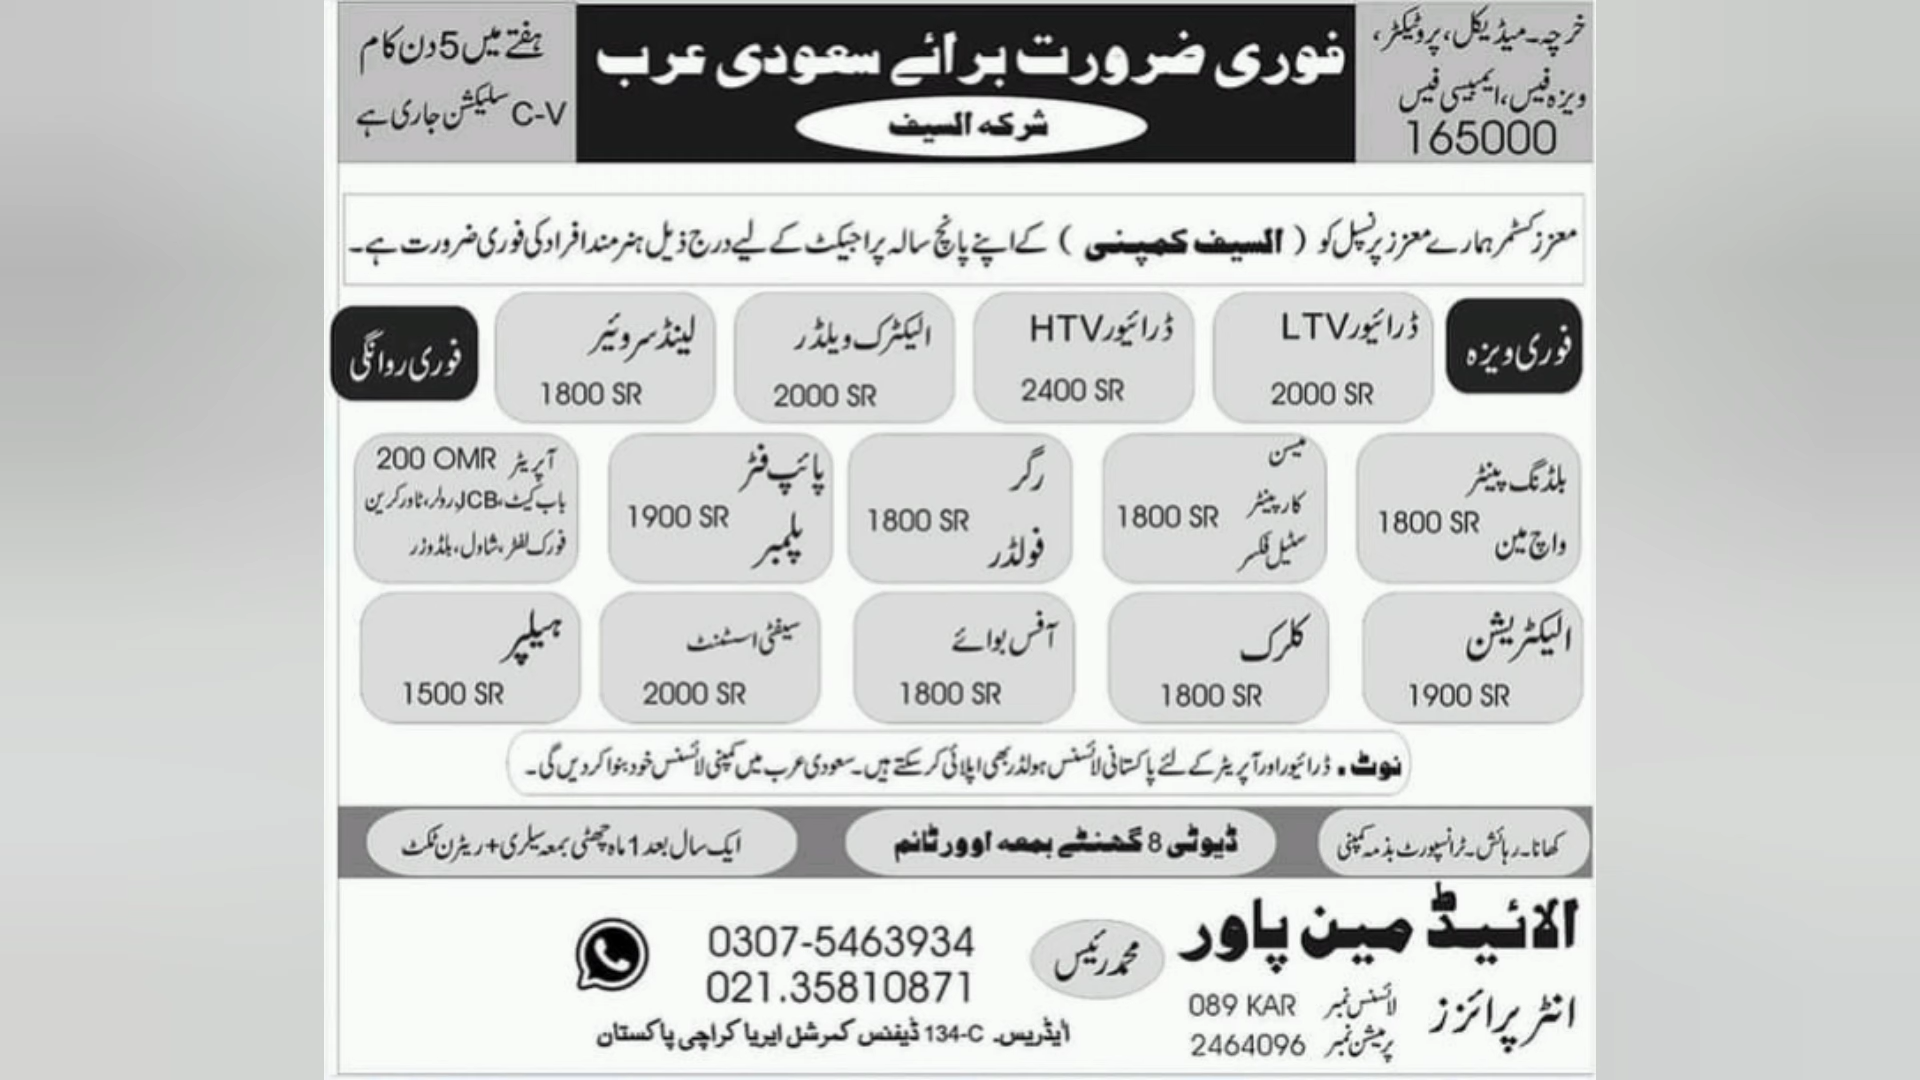 خرچہ۔ میڈیکل، پروٹیکٹر،
ویزہ فیس، ایمبیسی فیس
165000
فوری ضرورت برائے سعودی عرب
شرکہ السیف
ہفتے میں 5 دن کام
C-V سلیکشن جاری ہے
معزز کسٹمر ہمارے معزز پرنسپل کو ( السیف کمپنی ) کے اپنے پانچ سالہ پراجیکٹ کے لیے درج ذیل ہنرمند افراد کی فوری ضرورت ہے۔
فوری ویزہ
ڈرائیور LTV
2000 SR
ڈرائیور HTV
2400 SR
الیکٹرک ویلڈر
2000 SR
لینڈ سروئیر
1800 SR
فوری روانگی
بلڈنگ پینٹر
واچ مین
1800 SR
میسن
کارپینٹر
سٹیل فکسر
1800 SR
رگر
فولڈر
1800 SR
پائپ فٹر
پلمبر
1900 SR
آپریٹر 200 OMR
باب کیٹ، JCB، رولر، ٹاور کرین
فورک لفٹر، شاول، بلڈوزر
الیکٹریشن
1900 SR
کلرک
1800 SR
آفس بوائے
1800 SR
سیفٹی اسسٹنٹ
2000 SR
ہیلپر
1500 SR
نوٹ. ڈرائیور اور آپریٹر کے لئے پاکستانی لائسنس ہولڈر بھی اپلائی کر سکتے ہیں۔ سعودی عرب میں کمپنی لائسنس خود بنوا کر دیں گی۔
کھانا۔ رہائش۔ ٹرانسپورٹ بذمہ کمپنی
ڈیوٹی 8 گھنٹے بمعہ اوور ٹائم
ایک سال بعد 1 ماہ چھٹی بمعہ سیلری + ریٹرن ٹکٹ
الائیڈ مین پاور
انٹرپرائزز
لائسنس نمبر 089 KAR
پرمیشن نمبر 2464096
محمد رئیس
0307-5463934
021.35810871
ایڈریس۔ 134-C ڈیفنس کمرشل ایریا کراچی پاکستان